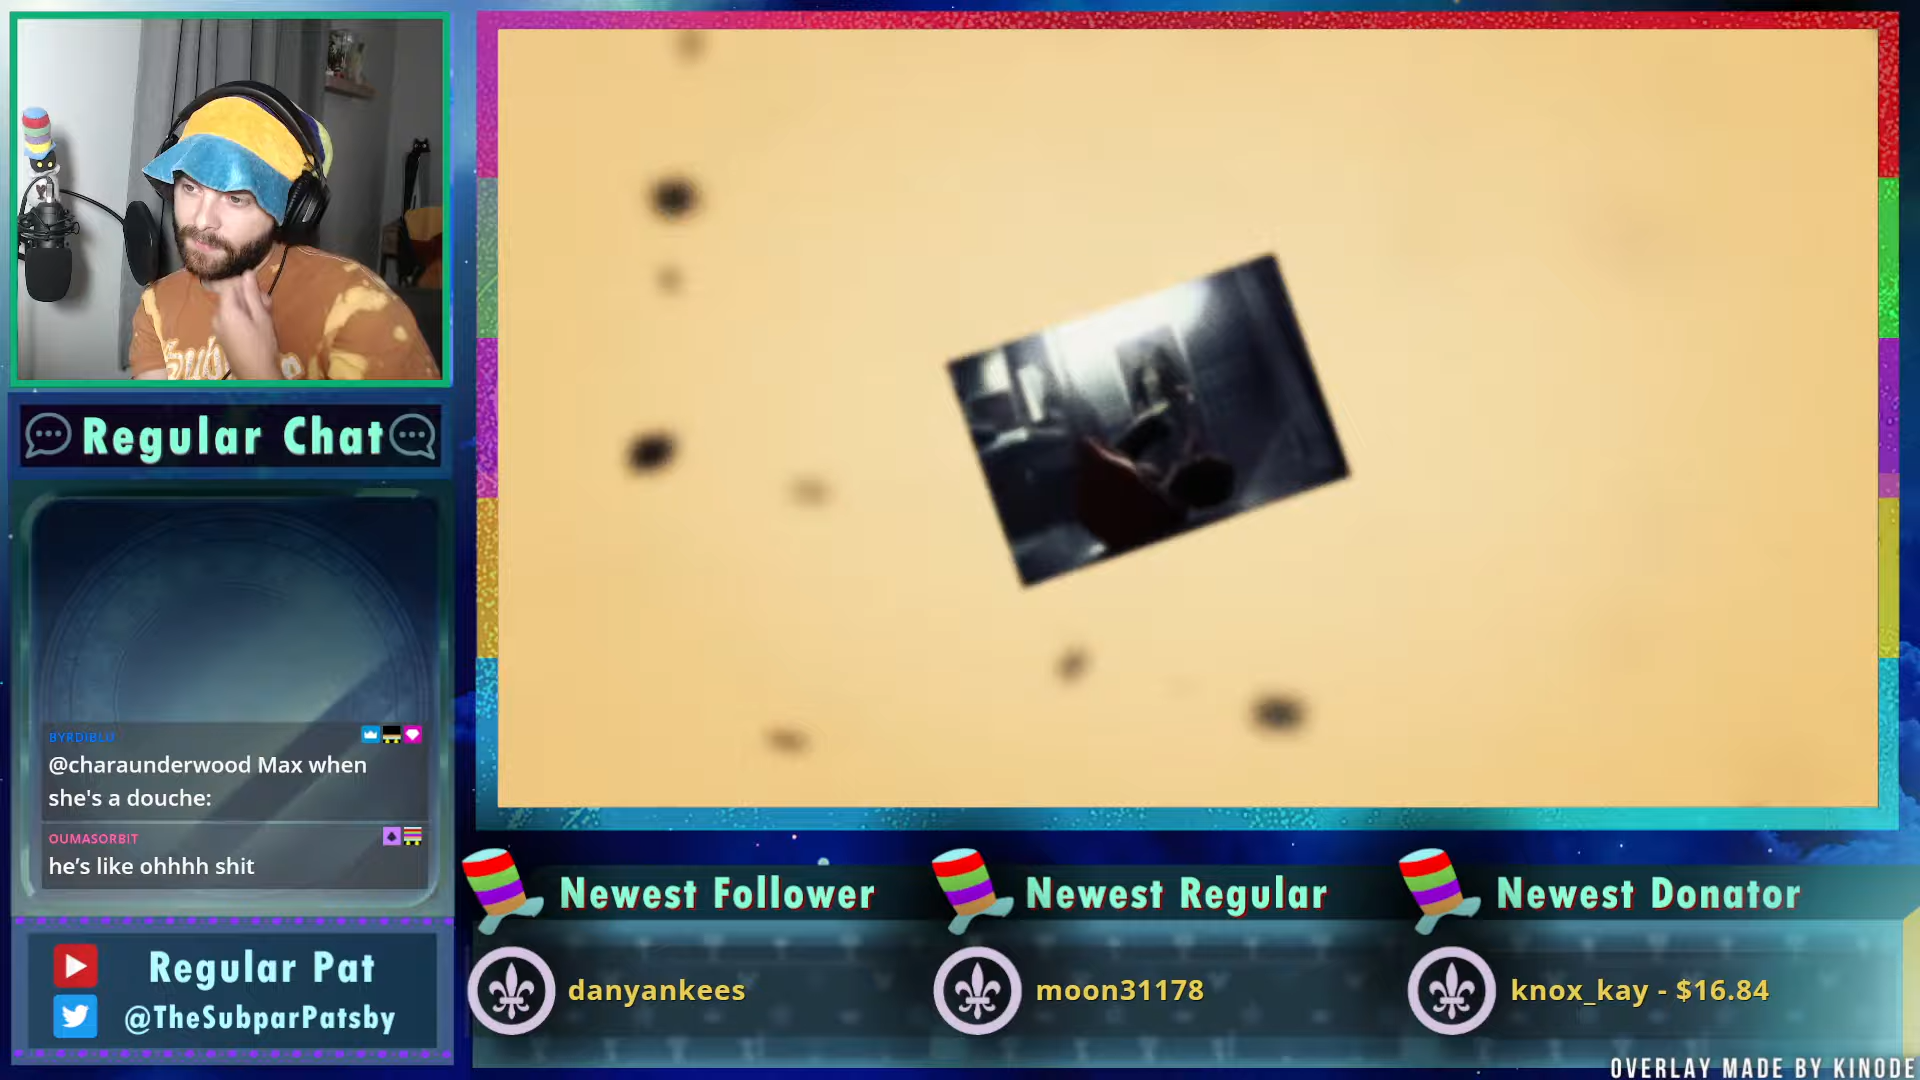 Regular Chat
BYRDIBLU
@charaunderwood Max when
she's a douche:
OUMASORBIT
he’s like ohhhh shit
Regular Pat
@TheSubparPatsby
Newest Follower
danyankees
Newest Regular
moon31178
Newest Donator
knox_kay - $16.84
OVERLAY MADE BY KINODE